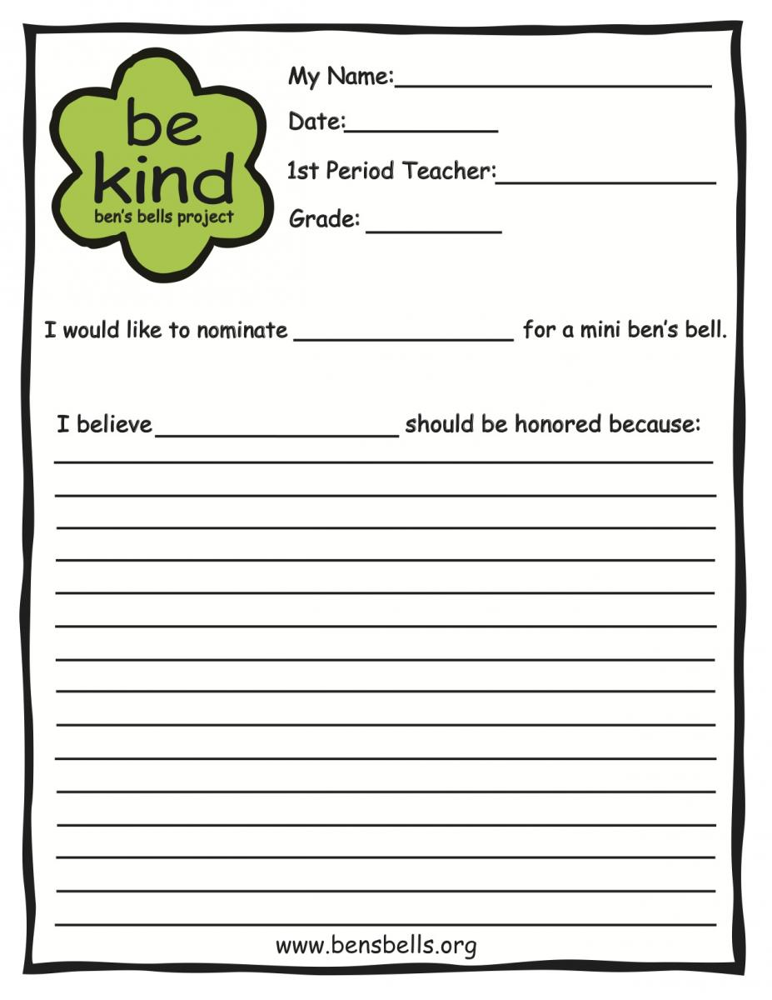 be
kind
ben's bells project
My Name:
Date:
1st Period Teacher:
Grade:
I would like to nominate for a mini ben's bell.
I believe should be honored because:
www.bensbells.org